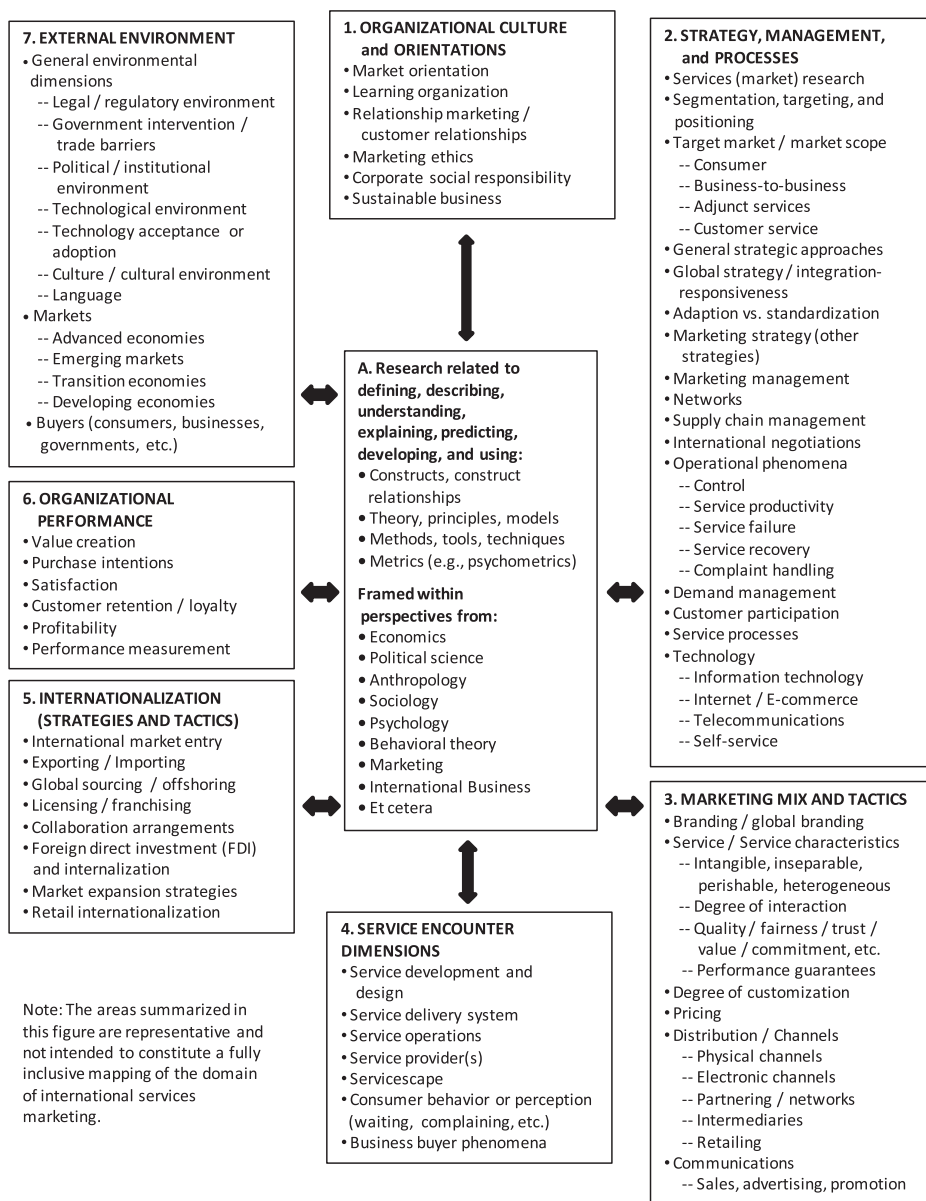 7. EXTERNAL ENVIRONMENT
• General environmental
dimensions
-- Legal / regulatory environment
-- Government intervention /
trade barriers
-- Political / institutional
environment
-- Technological environment
-- Technology acceptance or
adoption
-- Culture / cultural environment
-- Language
• Markets
-- Advanced economies
-- Emerging markets
-- Transition economies
-- Developing economies
• Buyers (consumers, businesses,
governments, etc.)
1. ORGANIZATIONAL CULTURE
and ORIENTATIONS
• Market orientation
• Learning organization
• Relationship marketing /
customer relationships
• Marketing ethics
• Corporate social responsibility
• Sustainable business
2. STRATEGY, MANAGEMENT,
and PROCESSES
• Services (market) research
• Segmentation, targeting, and
positioning
• Target market / market scope
-- Consumer
-- Business-to-business
-- Adjunct services
-- Customer service
• General strategic approaches
• Global strategy / integration-
responsiveness
• Adaption vs. standardization
• Marketing strategy (other
strategies)
• Marketing management
• Networks
• Supply chain management
• International negotiations
• Operational phenomena
-- Control
-- Service productivity
-- Service failure
-- Service recovery
-- Complaint handling
• Demand management
• Customer participation
• Service processes
• Technology
-- Information technology
-- Internet / E-commerce
-- Telecommunications
-- Self-service
A. Research related to
defining, describing,
understanding,
explaining, predicting,
developing, and using:
• Constructs, construct
relationships
• Theory, principles, models
• Methods, tools, techniques
• Metrics (e.g., psychometrics)
Framed within
perspectives from:
• Economics
• Political science
• Anthropology
• Sociology
• Psychology
• Behavioral theory
• Marketing
• International Business
• Et cetera
6. ORGANIZATIONAL
PERFORMANCE
• Value creation
• Purchase intentions
• Satisfaction
• Customer retention / loyalty
• Profitability
• Performance measurement
5. INTERNATIONALIZATION
(STRATEGIES AND TACTICS)
• International market entry
• Exporting / Importing
• Global sourcing / offshoring
• Licensing / franchising
• Collaboration arrangements
• Foreign direct investment (FDI)
and internalization
• Market expansion strategies
• Retail internationalization
3. MARKETING MIX AND TACTICS
• Branding / global branding
• Service / Service characteristics
-- Intangible, inseparable,
perishable, heterogeneous
-- Degree of interaction
-- Quality / fairness / trust /
value / commitment, etc.
-- Performance guarantees
• Degree of customization
• Pricing
• Distribution / Channels
-- Physical channels
-- Electronic channels
-- Partnering / networks
-- Intermediaries
-- Retailing
• Communications
-- Sales, advertising, promotion
4. SERVICE ENCOUNTER
DIMENSIONS
• Service development and
design
• Service delivery system
• Service operations
• Service provider(s)
• Servicescape
• Consumer behavior or perception
(waiting, complaining, etc.)
• Business buyer phenomena
Note: The areas summarized in
this figure are representative and
not intended to constitute a fully
inclusive mapping of the domain
of international services
marketing.